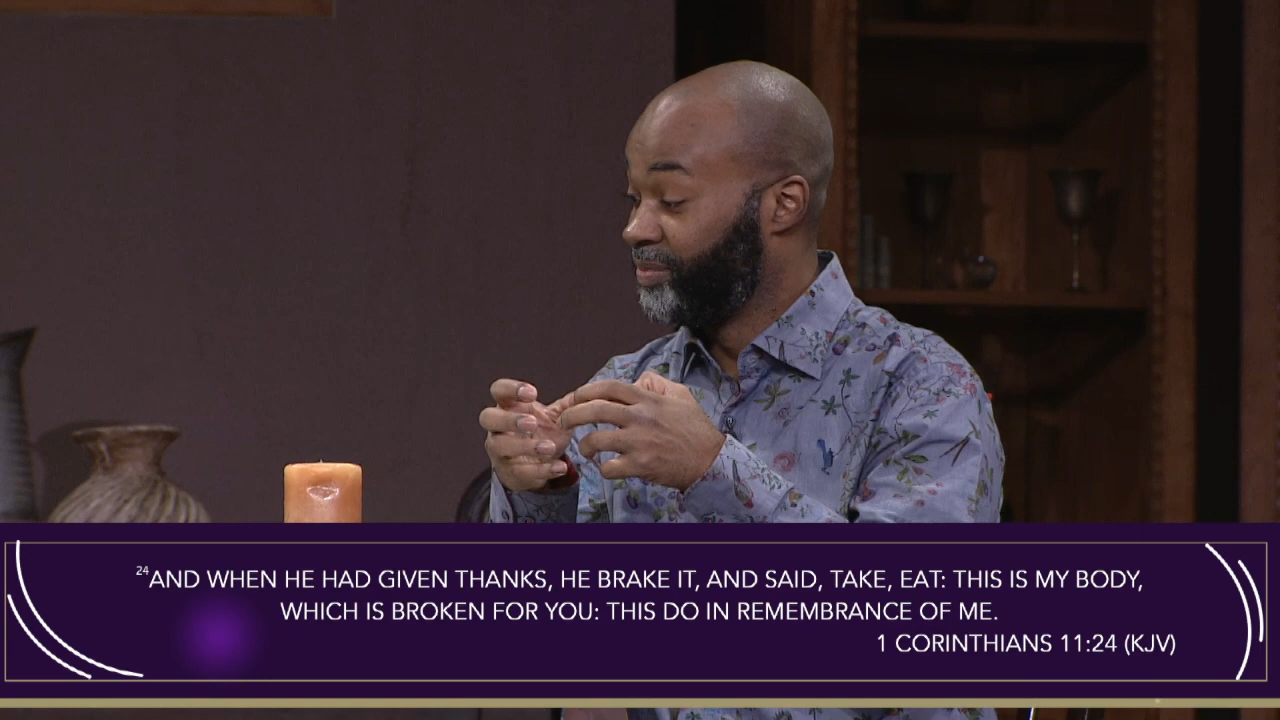 24AND WHEN HE HAD GIVEN THANKS, HE BRAKE IT, AND SAID, TAKE, EAT: THIS IS MY BODY,
WHICH IS BROKEN FOR YOU: THIS DO IN REMEMBRANCE OF ME.
1 CORINTHIANS 11:24 (KJV)